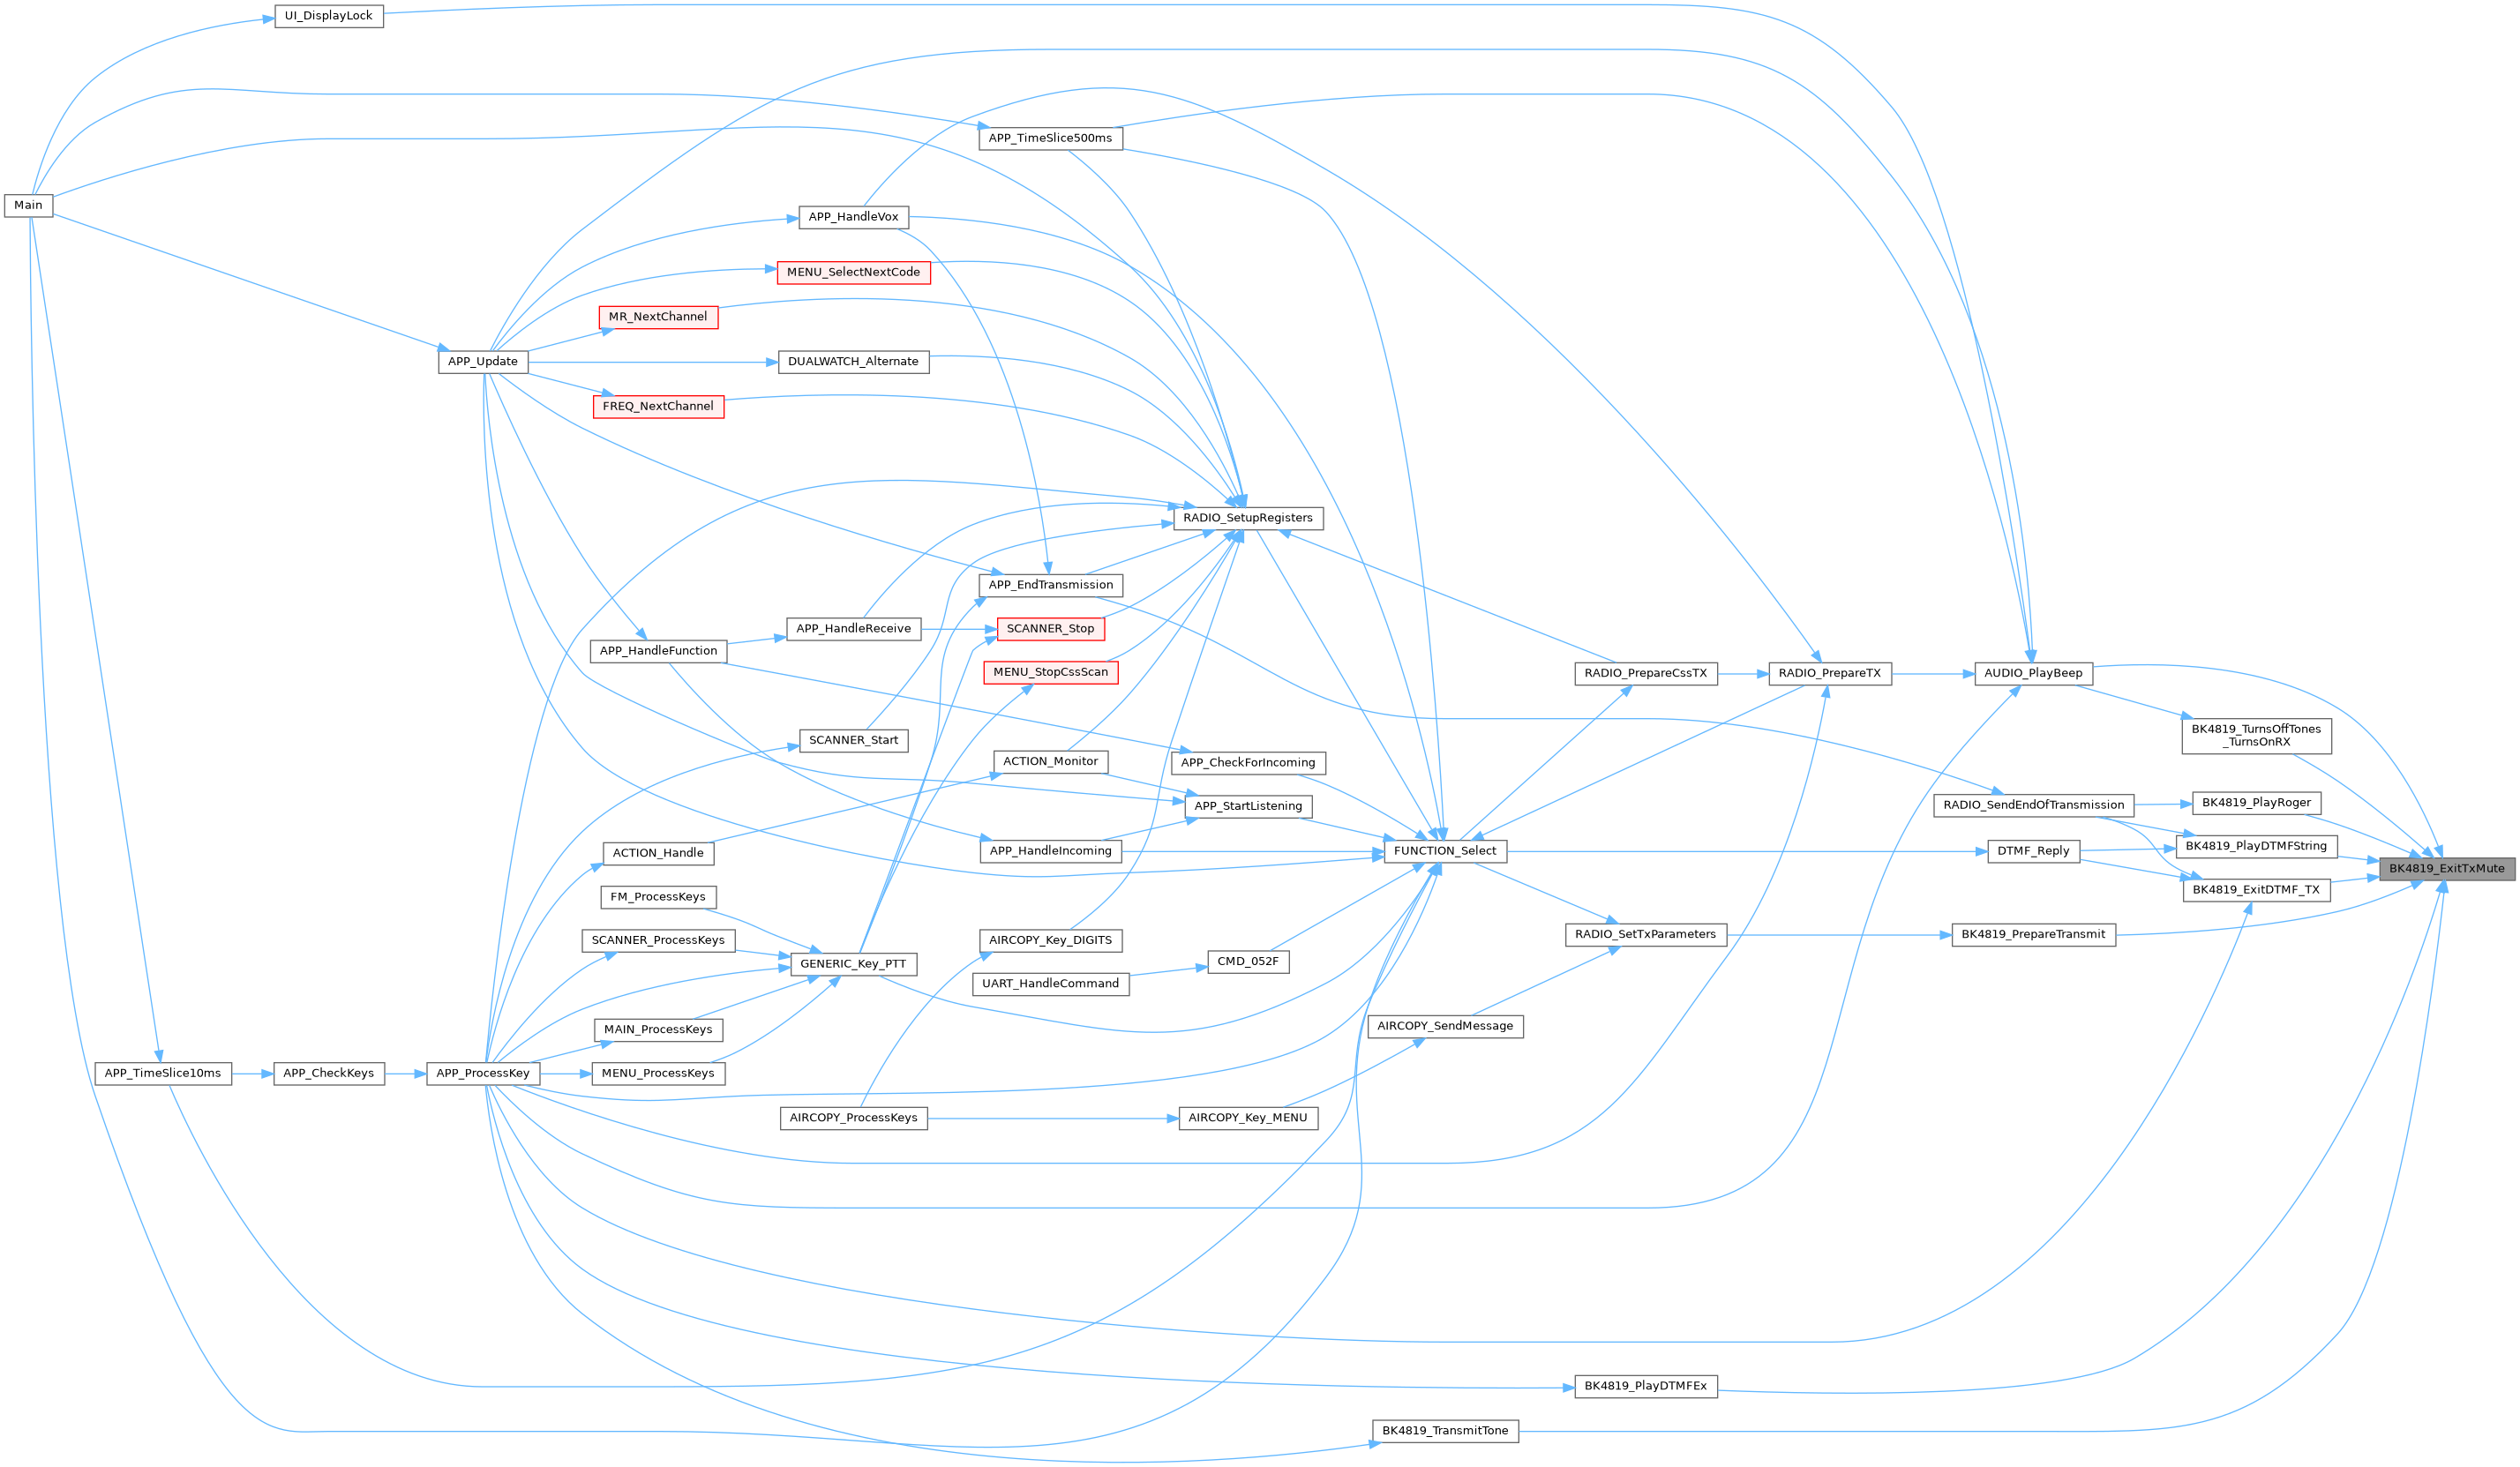 UI_DisplayLock
APP_TimeSlice500ms
Main
APP_HandleVox
MENU_SelectNextCode
MR_NextChannel
APP_Update
DUALWATCH_Alternate
FREQ_NextChannel
RADIO_SetupRegisters
APP_EndTransmission
APP_HandleReceive
SCANNER_Stop
APP_HandleFunction
MENU_StopCssScan
RADIO_PrepareCssTX
RADIO_PrepareTX
AUDIO_PlayBeep
BK4819_TurnsOffTones
_TurnsOnRX
SCANNER_Start
ACTION_Monitor
APP_CheckForIncoming
APP_StartListening
RADIO_SendEndOfTransmission
BK4819_PlayRoger
ACTION_Handle
APP_HandleIncoming
FUNCTION_Select
DTMF_Reply
BK4819_PlayDTMFString
BK4819_ExitTxMute
BK4819_ExitDTMF_TX
FM_ProcessKeys
SCANNER_ProcessKeys
AIRCOPY_Key_DIGITS
RADIO_SetTxParameters
BK4819_PrepareTransmit
GENERIC_Key_PTT
CMD_052F
UART_HandleCommand
MAIN_ProcessKeys
AIRCOPY_SendMessage
APP_TimeSlice10ms
APP_CheckKeys
APP_ProcessKey
MENU_ProcessKeys
AIRCOPY_ProcessKeys
AIRCOPY_Key_MENU
BK4819_PlayDTMFEx
BK4819_TransmitTone